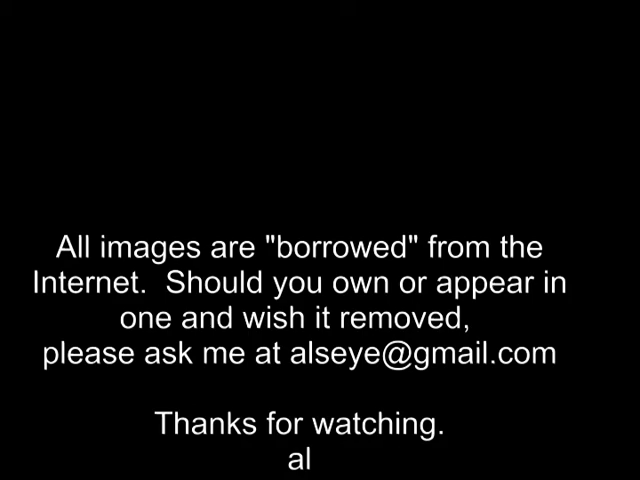 All images are "borrowed" from the
Internet.  Should you own or appear in
one and wish it removed,
please ask me at alseye@gmail.com
Thanks for watching.
al